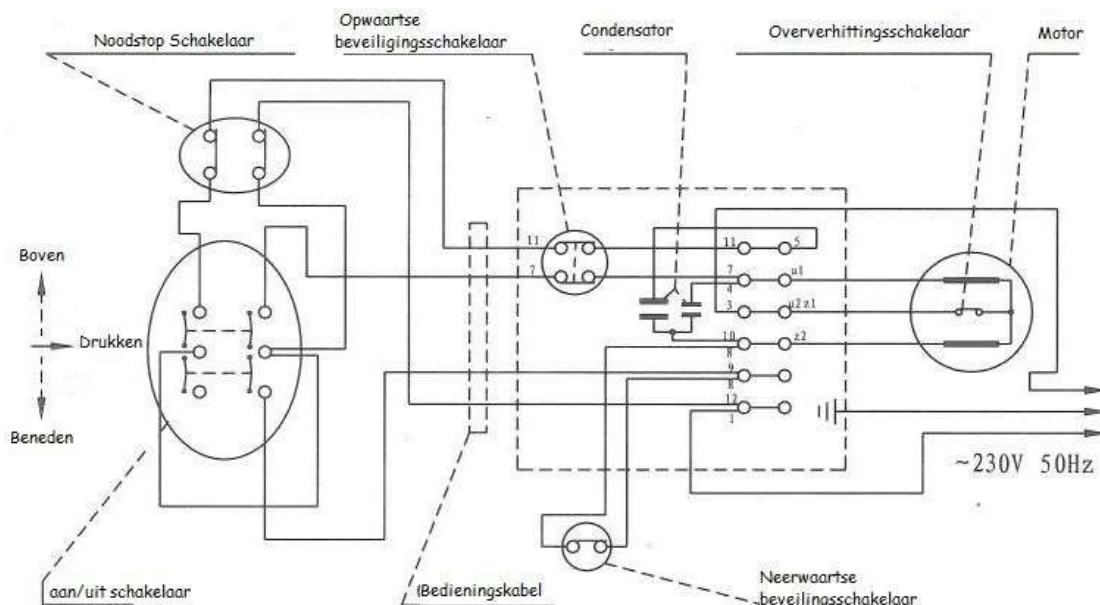 Noodstop Schakelaar
Opwaartse
beveiligingsschakelaar
Condensator
Oververhittingsschakelaar
Motor
Boven
Drukken
Beneden
11
7
11
5
7
4
u1
3
u2 z1
10
8
z2
9
8
12
1
~230V 50Hz
aan/uit schakelaar
(Bedieningskabel
Neerwaartse
beveilingsschakelaar